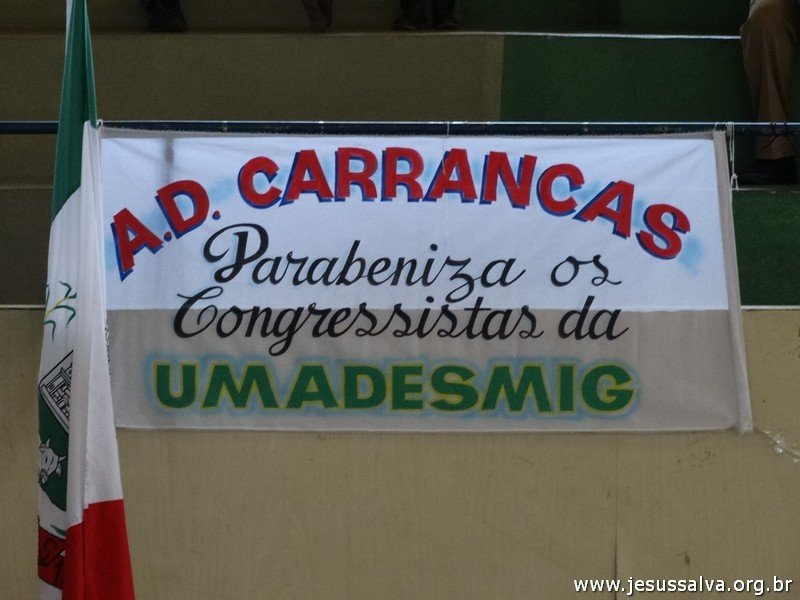 A.D. CARRANCAS
Parabeniza os
Congressistas da
UMADESMIG
www.jesussalva.org.br